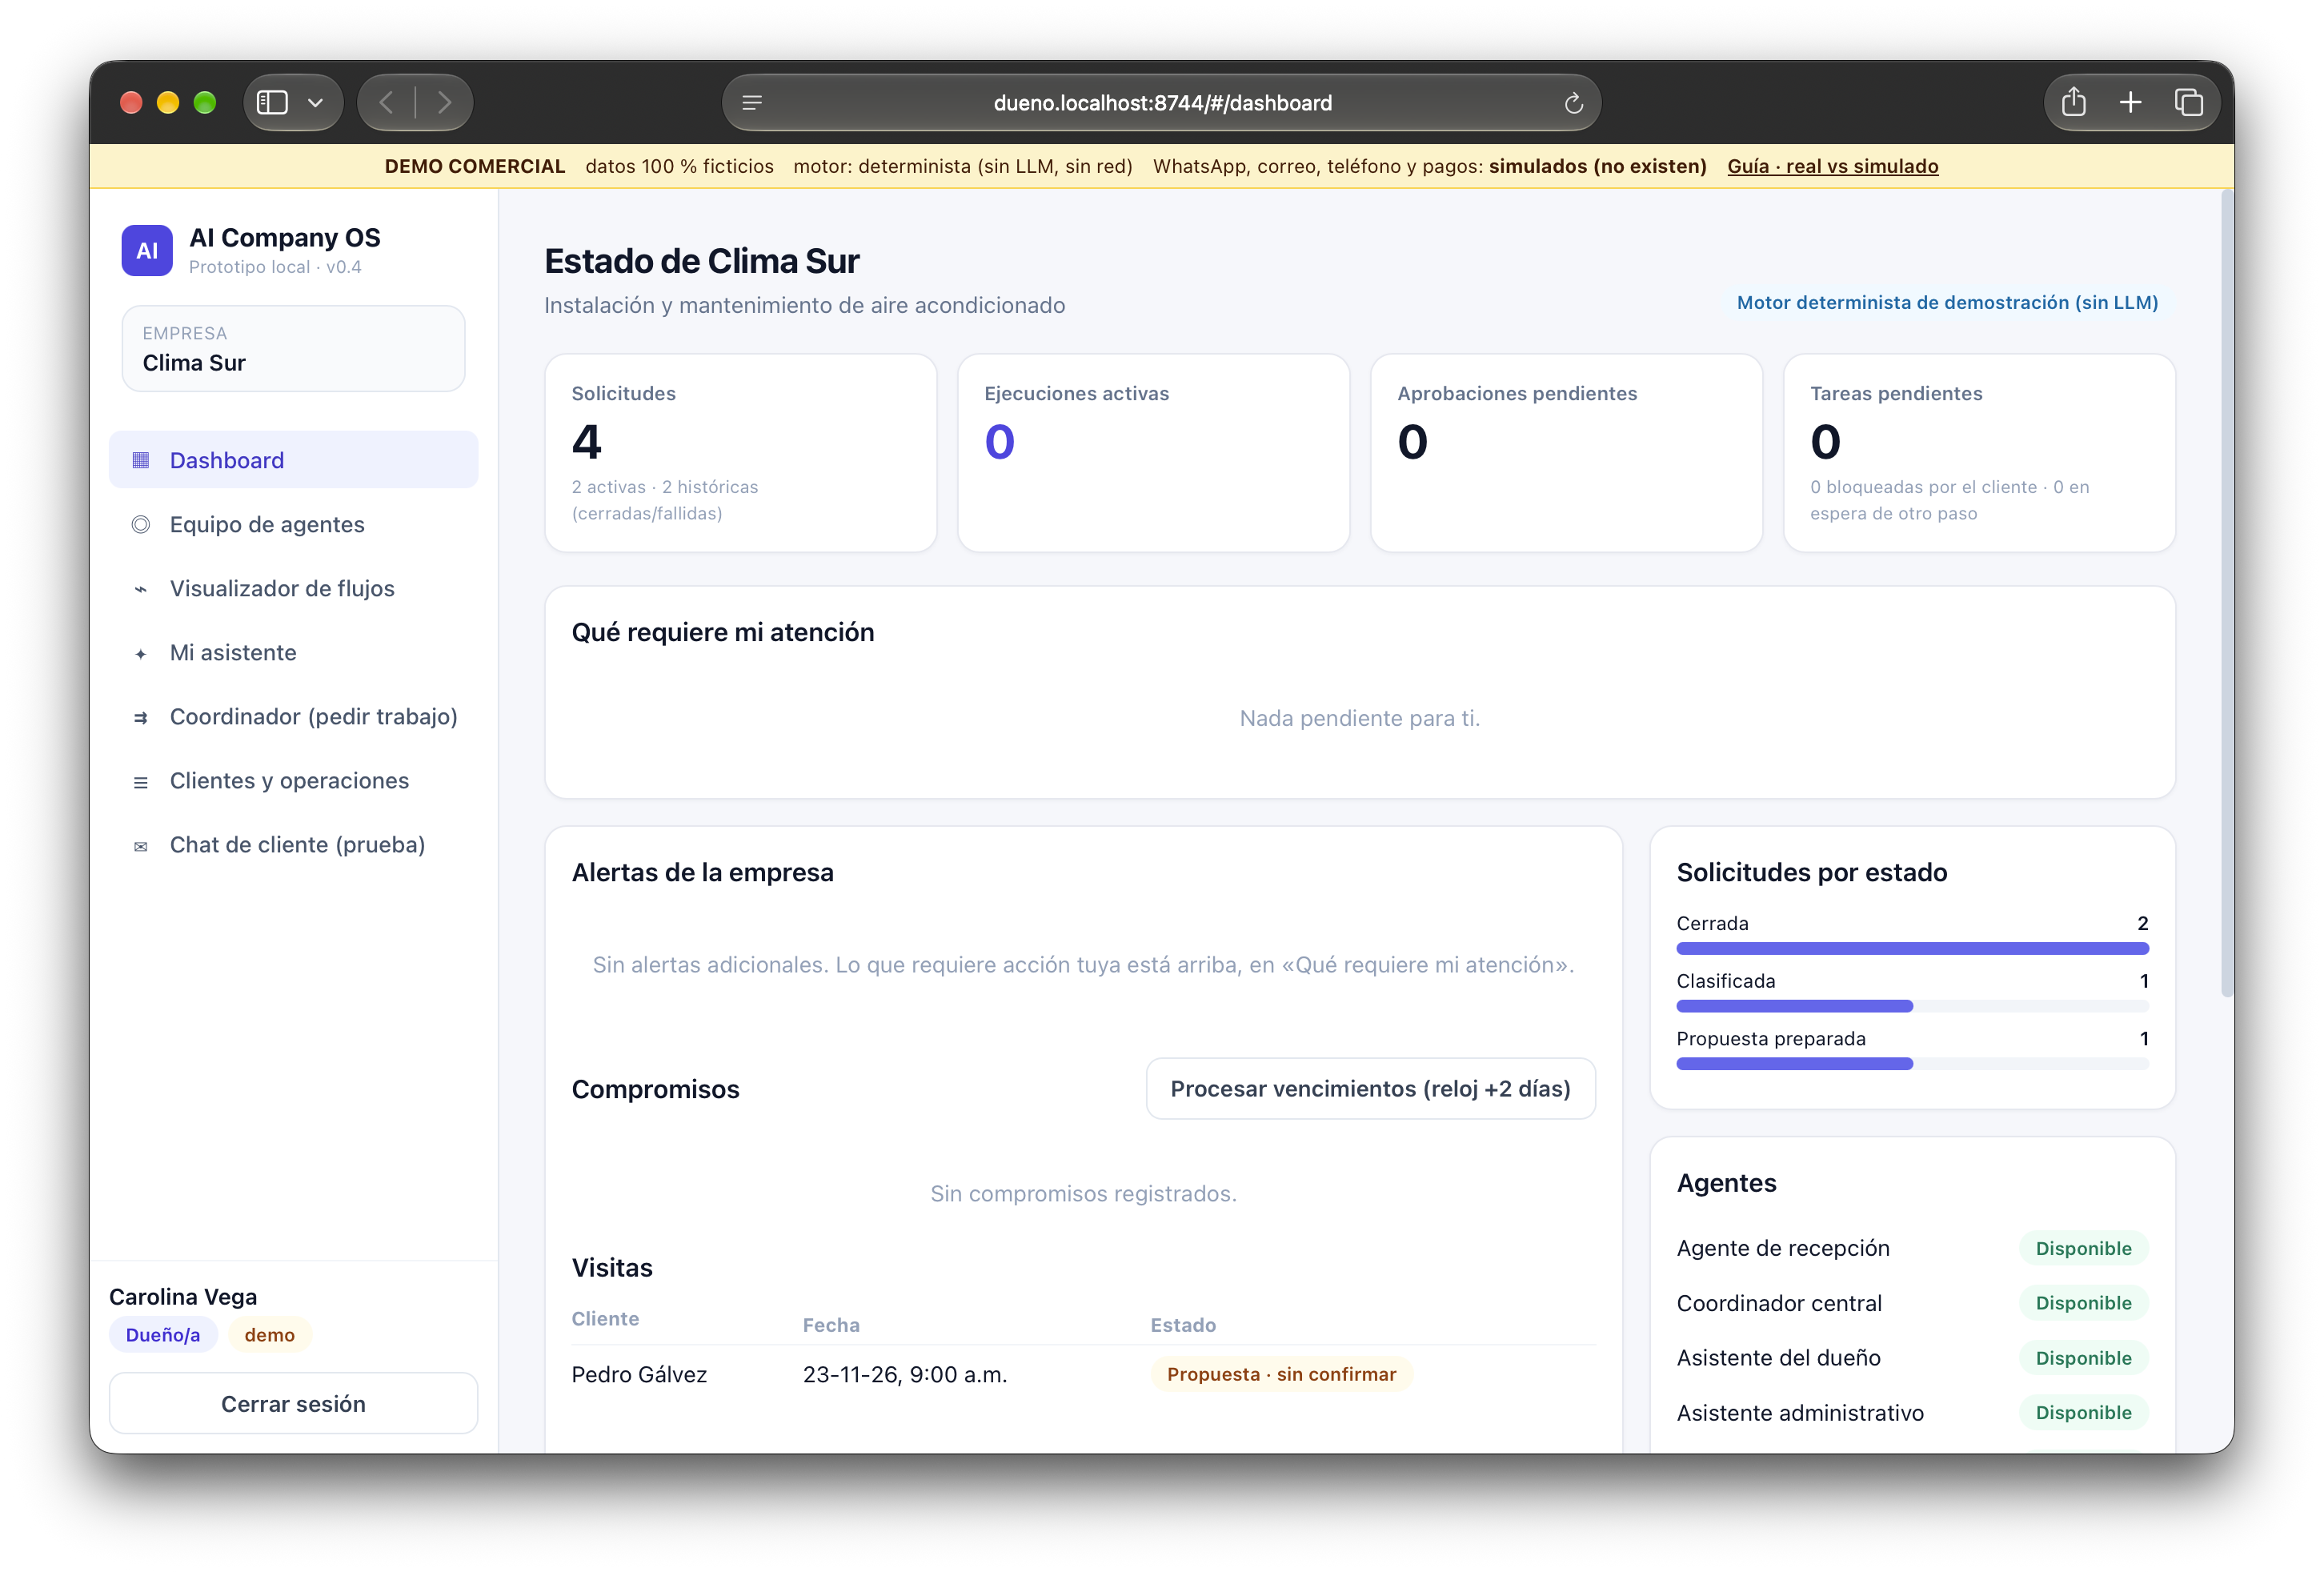 dueno.localhost:8744/#/dashboard
DEMO COMERCIAL datos 100 % ficticios motor: determinista (sin LLM, sin red) WhatsApp, correo, teléfono y pagos: simulados (no existen) Guía · real vs simulado
AI
AI Company OS
Prototipo local · v0.4
EMPRESA
Clima Sur
Dashboard
Equipo de agentes
Visualizador de flujos
Mi asistente
Coordinador (pedir trabajo)
Clientes y operaciones
Chat de cliente (prueba)
Carolina Vega
Dueño/a demo
Cerrar sesión
Estado de Clima Sur
Instalación y mantenimiento de aire acondicionado
Motor determinista de demostración (sin LLM)
Solicitudes
4
2 activas · 2 históricas
(cerradas/fallidas)
Ejecuciones activas
0
Aprobaciones pendientes
0
Tareas pendientes
0
0 bloqueadas por el cliente · 0 en
espera de otro paso
Qué requiere mi atención
Nada pendiente para ti.
Alertas de la empresa
Sin alertas adicionales. Lo que requiere acción tuya está arriba, en «Qué requiere mi atención».
Compromisos
Procesar vencimientos (reloj +2 días)
Sin compromisos registrados.
Visitas
Cliente Fecha Estado
Pedro Gálvez 23-11-26, 9:00 a.m. Propuesta · sin confirmar
Solicitudes por estado
Cerrada 2
Clasificada 1
Propuesta preparada 1
Agentes
Agente de recepción Disponible
Coordinador central Disponible
Asistente del dueño Disponible
Asistente administrativo Disponible